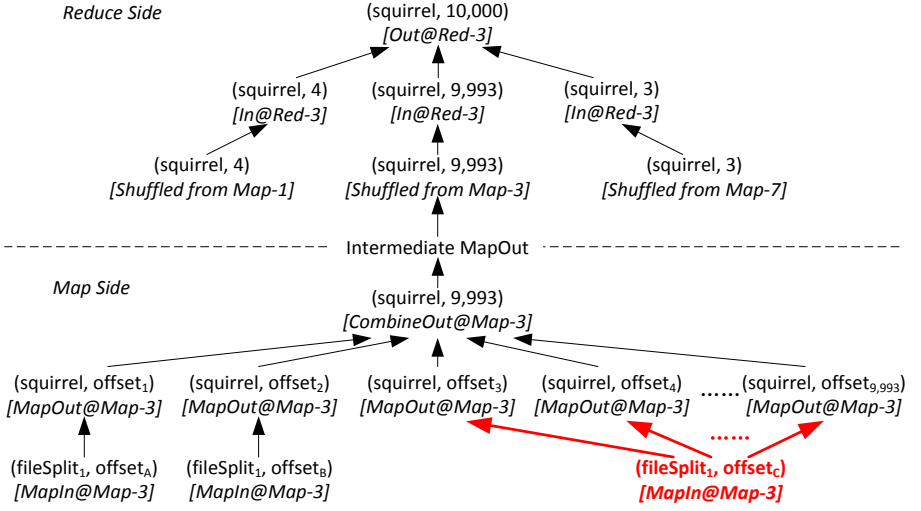 Reduce Side
(squirrel, 10,000)
[Out@Red-3]
(squirrel, 4)
[In@Red-3]
(squirrel, 9,993)
[In@Red-3]
(squirrel, 3)
[In@Red-3]
(squirrel, 4)
[Shuffled from Map-1]
(squirrel, 9,993)
[Shuffled from Map-3]
(squirrel, 3)
[Shuffled from Map-7]
Intermediate MapOut
Map Side
(squirrel, 9,993)
[CombineOut@Map-3]
(squirrel, offset₁)
[MapOut@Map-3]
(squirrel, offset₂)
[MapOut@Map-3]
(squirrel, offset₃)
[MapOut@Map-3]
(squirrel, offset₄)
[MapOut@Map-3]
......
(squirrel, offset₉,₉₉₃)
[MapOut@Map-3]
......
(fileSplit₁, offset_A)
[MapIn@Map-3]
(fileSplit₁, offset_B)
[MapIn@Map-3]
(fileSplit₁, offset_C)
[MapIn@Map-3]